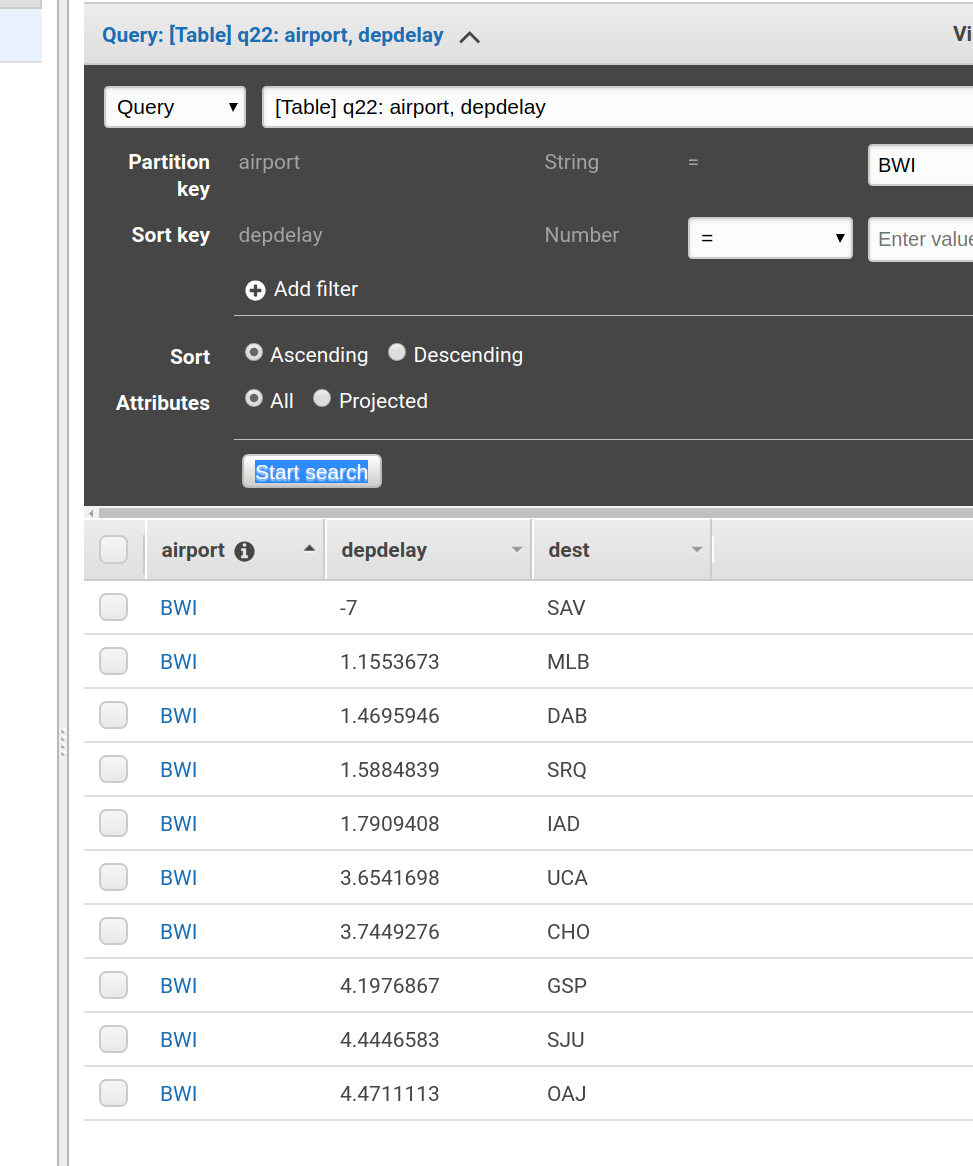 Query: [Table] q22: airport, depdelay Vi
Query [Table] q22: airport, depdelay
Partition key airport String = BWI
Sort key depdelay Number = Enter value
Add filter
Sort Ascending Descending
Attributes All Projected
Start search
airport depdelay dest
BWI -7 SAV
BWI 1.1553673 MLB
BWI 1.4695946 DAB
BWI 1.5884839 SRQ
BWI 1.7909408 IAD
BWI 3.6541698 UCA
BWI 3.7449276 CHO
BWI 4.1976867 GSP
BWI 4.4446583 SJU
BWI 4.4711113 OAJ